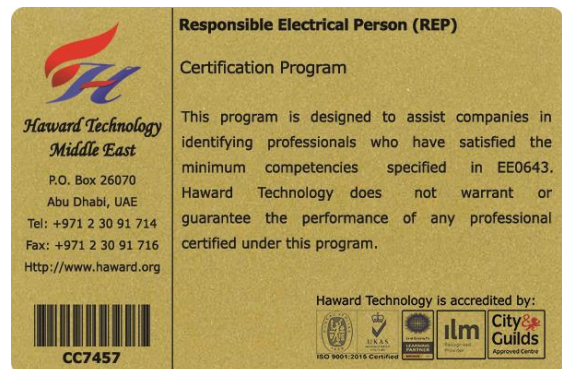 Haward Technology
Middle East
P.O. Box 26070
Abu Dhabi, UAE
Tel: +971 2 30 91 714
Fax: +971 2 30 91 716
Http://www.haward.org
CC7457
Responsible Electrical Person (REP)
Certification Program
This program is designed to assist companies in
identifying professionals who have satisfied the
minimum competencies specified in EE0643.
Haward Technology does not warrant or
guarantee the performance of any professional
certified under this program.
Haward Technology is accredited by:
UKAS
ISO 9001:2015 Certified
LEARNING
PARTNER
ilm
Recognised
Provider
City&
Guilds
Approved Centre